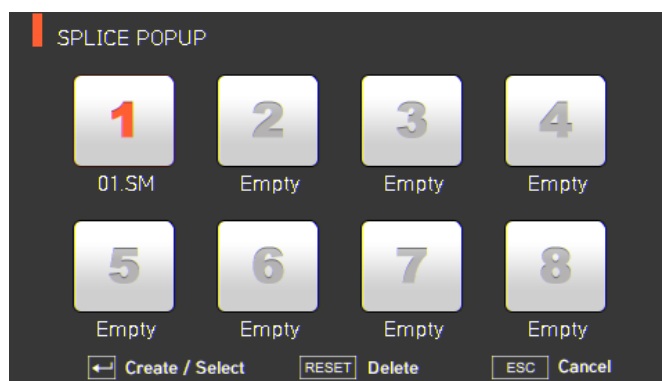 SPLICE POPUP
1 2 3 4
01.SM Empty Empty Empty
5 6 7 8
Empty Empty Empty Empty
Create / Select RESET Delete ESC Cancel